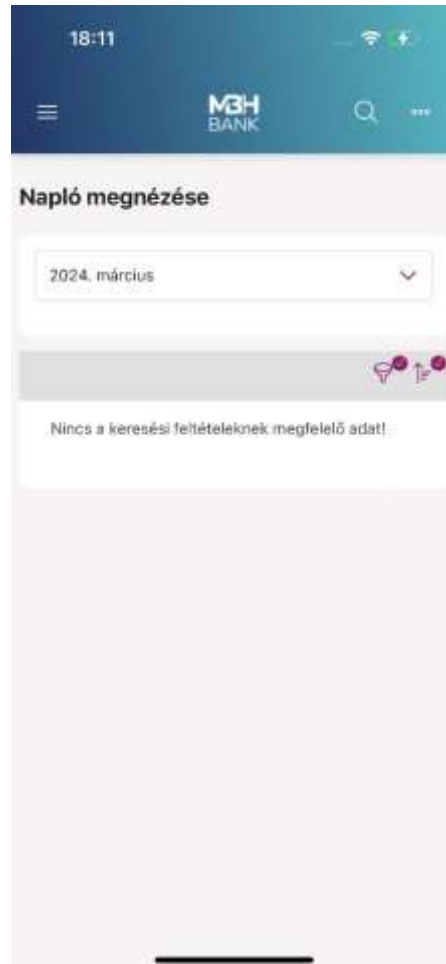 18:11
MBH
BANK
Napló megnézése
2024. március
Nincs a keresési feltételeknek megfelelő adat!